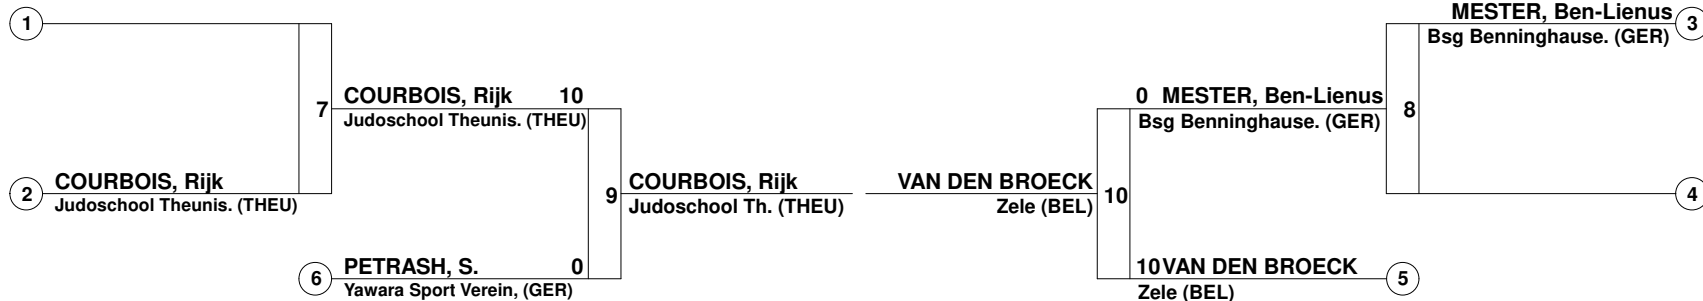 1
7
COURBOIS, Rijk 10
Judoschool Theunis. (THEU)
2
COURBOIS, Rijk
Judoschool Theunis. (THEU)
9
COURBOIS, Rijk
Judoschool Th. (THEU)
6
PETRASH, S. 0
Yawara Sport Verein, (GER)
MESTER, Ben-Lienus
3
Bsg Benninghause. (GER)
0 MESTER, Ben-Lienus
Bsg Benninghause. (GER)
8
4
VAN DEN BROECK
Zele (BEL)
10
10 VAN DEN BROECK
Zele (BEL)
5